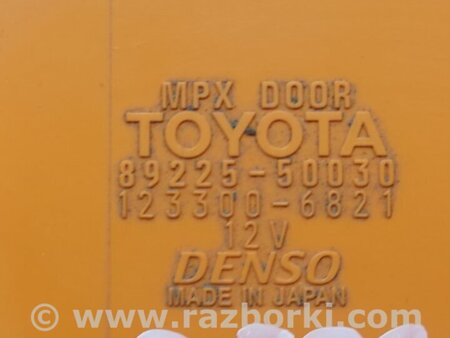 MPX DOOR
TOYOTA
89225-50030
123300-6821
12V
DENSO
MADE IN JAPAN
© www.razborki.com